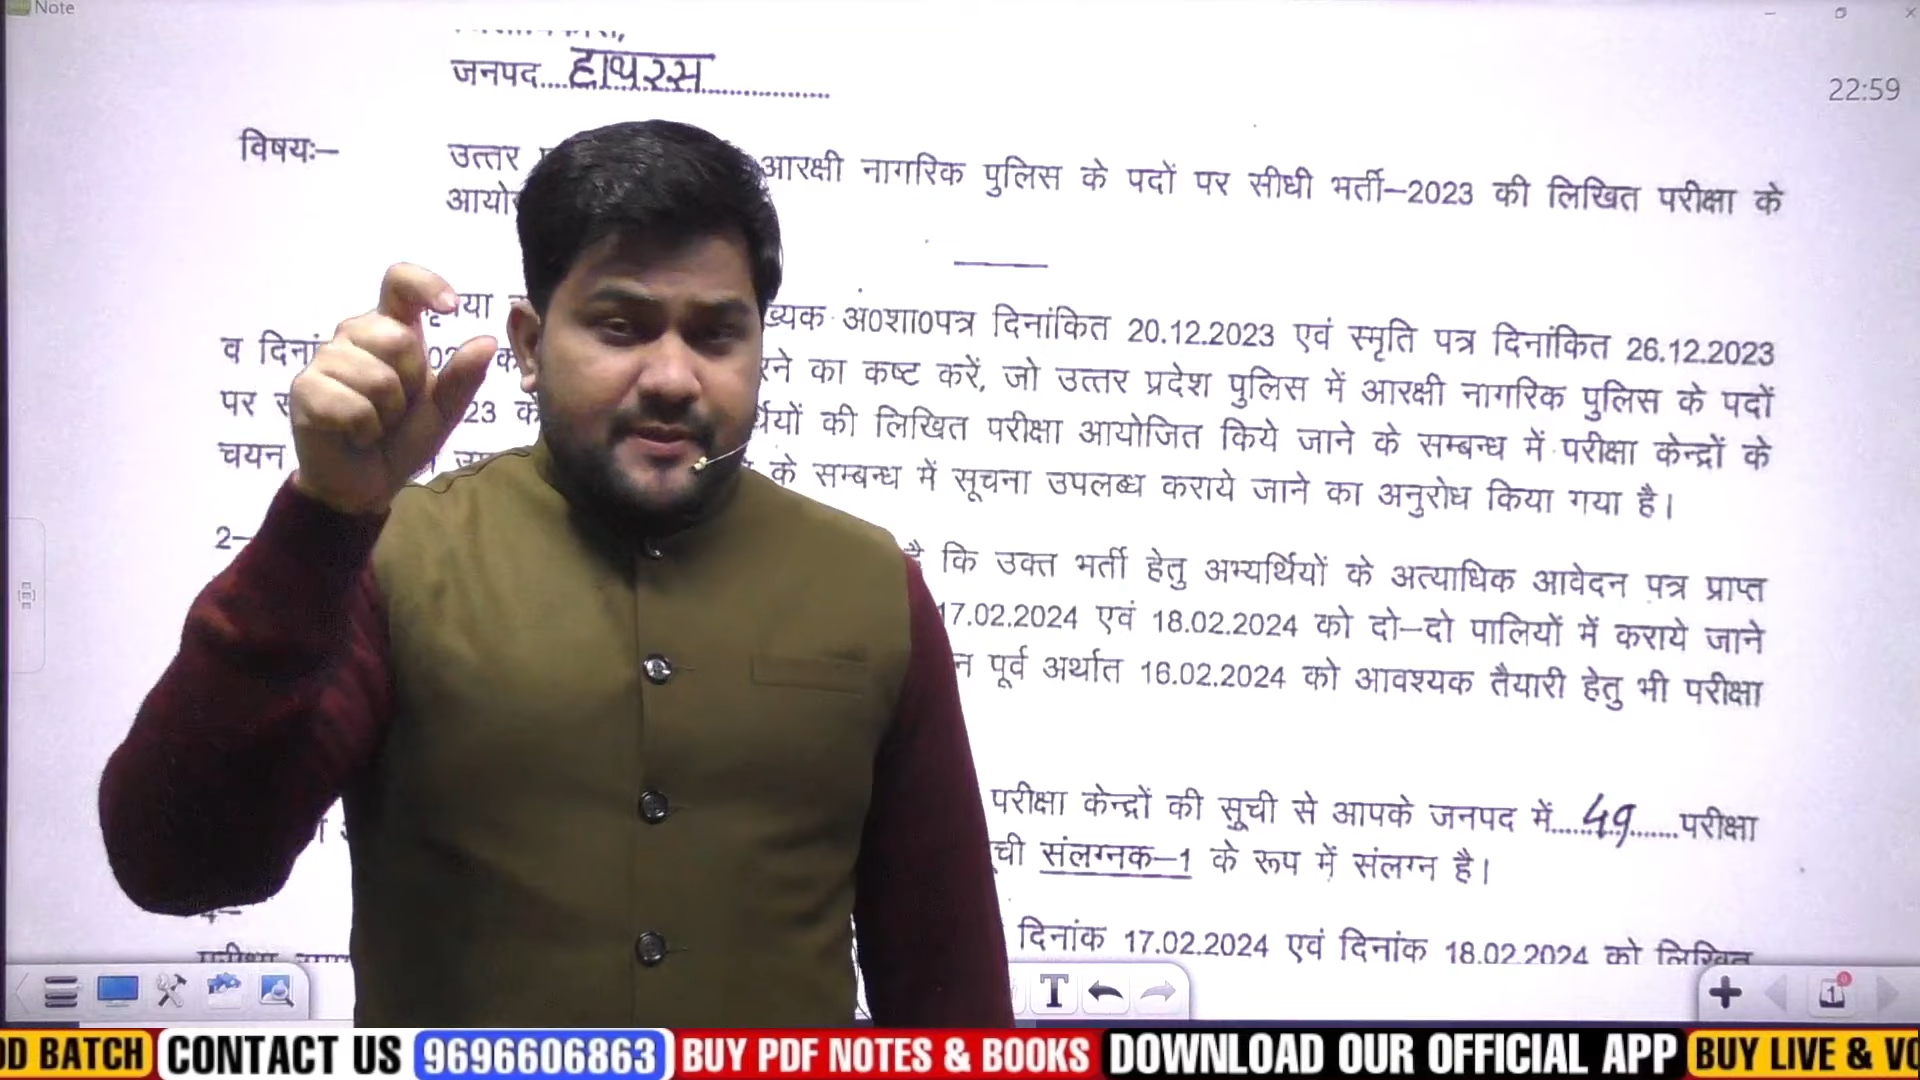 Note
जनपद....हाथरस....................
22:59
विषयः– उत्तर आरक्षी नागरिक पुलिस के पदों पर सीधी भर्ती–2023 की लिखित परीक्षा के
अं0शा0पत्र दिनांकित 20.12.2023 एवं स्मृति पत्र दिनांकित 26.12.2023
व का कष्ट करें, जो उत्तर प्रदेश पुलिस में आरक्षी नागरिक पुलिस के पदों
पर 23 की लिखित परीक्षा आयोजित किये जाने के सम्बन्ध में परीक्षा केन्द्रों के
चयन के सम्बन्ध में सूचना उपलब्ध कराये जाने का अनुरोध किया गया है।
2– है कि उक्त भर्ती हेतु अभ्यर्थियों के अत्याधिक आवेदन पत्र प्राप्त
17.02.2024 एवं 18.02.2024 को दो–दो पालियों में कराये जाने
पूर्व अर्थात 16.02.2024 को आवश्यक तैयारी हेतु भी परीक्षा
परीक्षा केन्द्रों की सूची से आपके जनपद में....49....परीक्षा
संलग्नक–1 के रूप में संलग्न है।
दिनांक 17.02.2024 एवं दिनांक 18.02.2024 को लिखित
T
1
BATCH CONTACT US 9696606863 BUY PDF NOTES & BOOKS DOWNLOAD OUR OFFICIAL APP BUY LIVE &